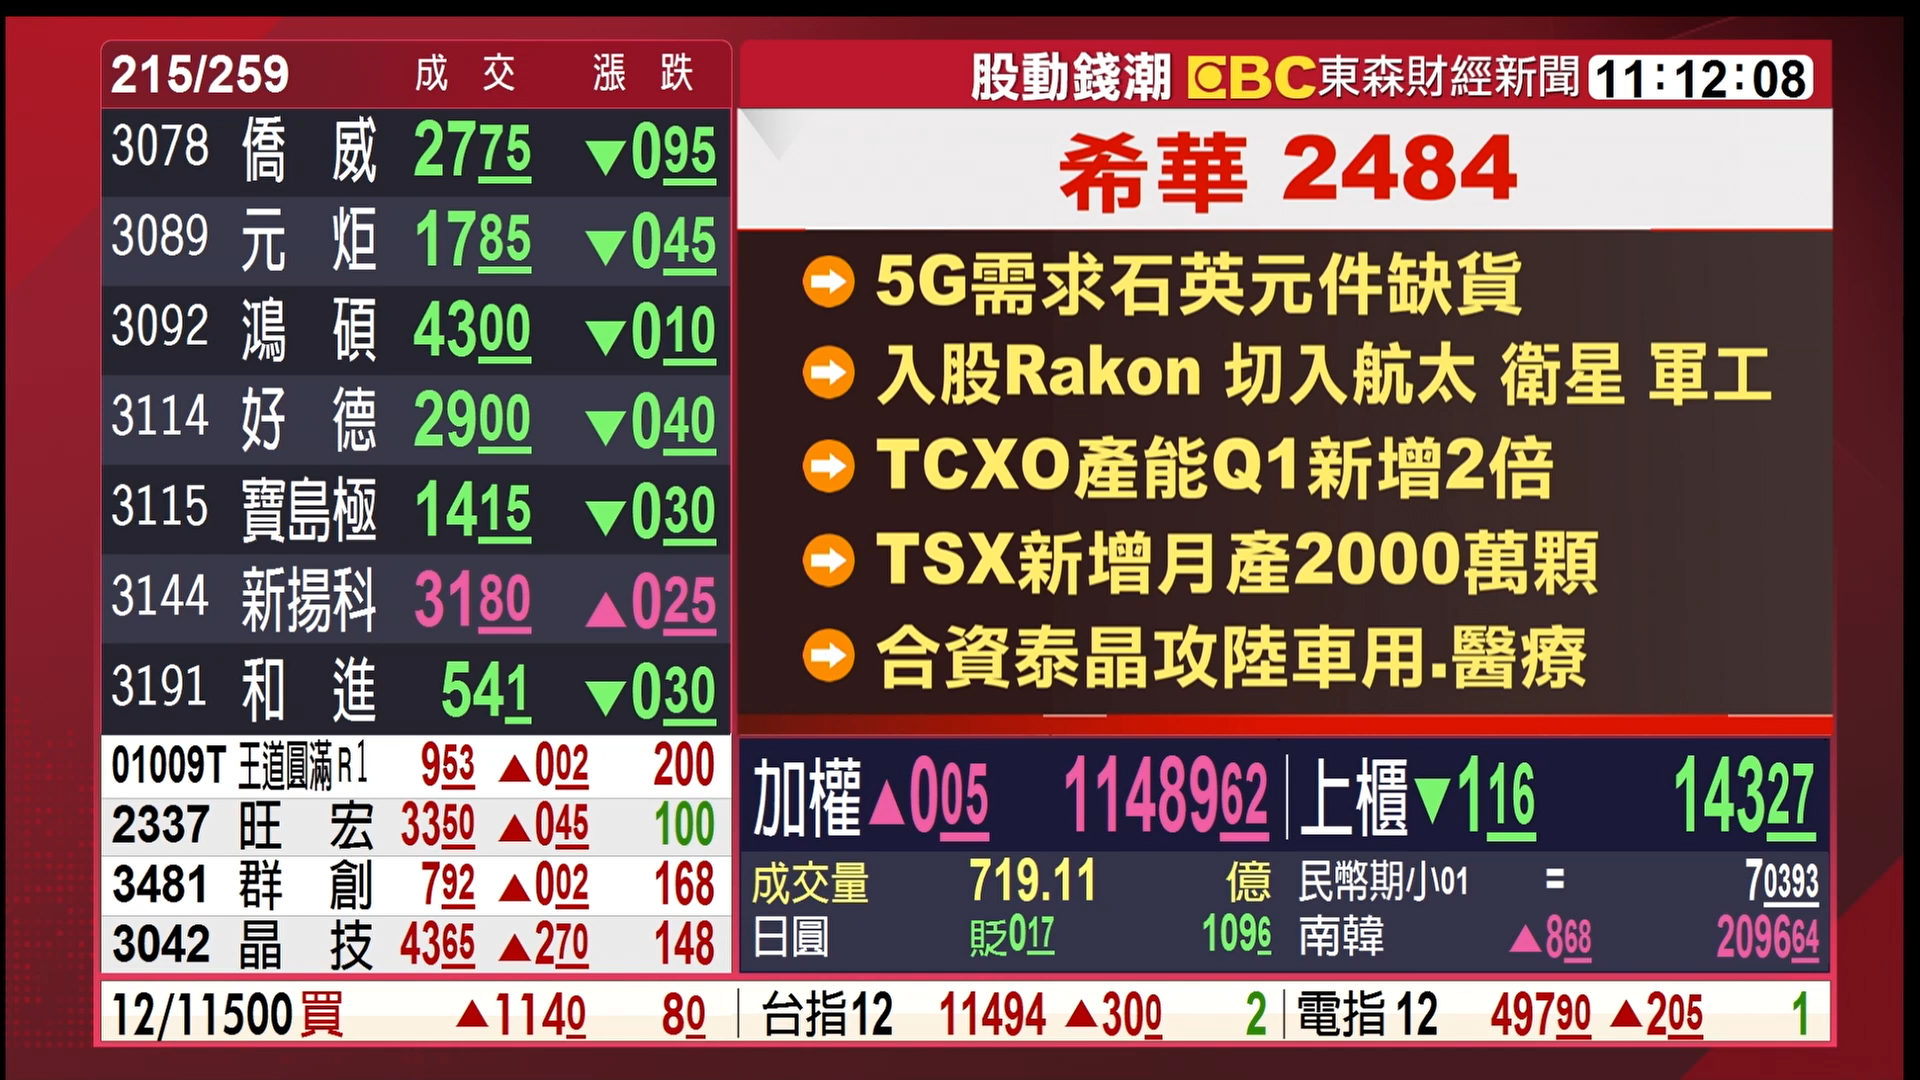 215/259 成交 漲跌
3078 僑威 2775 ▼095
3089 元炬 1785 ▼045
3092 鴻碩 4300 ▼010
3114 好德 2900 ▼040
3115 寶島極 1415 ▼030
3144 新揚科 3180 ▲025
3191 和進 541 ▼030
01009T 王道圓滿R1 953 ▲002 200
2337 旺宏 3350 ▲045 100
3481 群創 792 ▲002 168
3042 晶技 4365 ▲270 148
股動錢潮 EBC東森財經新聞 11:12:08
希華 2484
5G需求石英元件缺貨
入股Rakon 切入航太 衛星 軍工
TCXO產能Q1新增2倍
TSX新增月產2000萬顆
合資泰晶攻陸車用.醫療
加權▲005 1148962 上櫃▼116 14327
成交量 719.11 億 民幣期小01 = 70393
日圓 貶017 1096 南韓 ▲868 209664
12/11500買 ▲1140 80 台指12 11494 ▲300 2 電指12 49790 ▲205 1